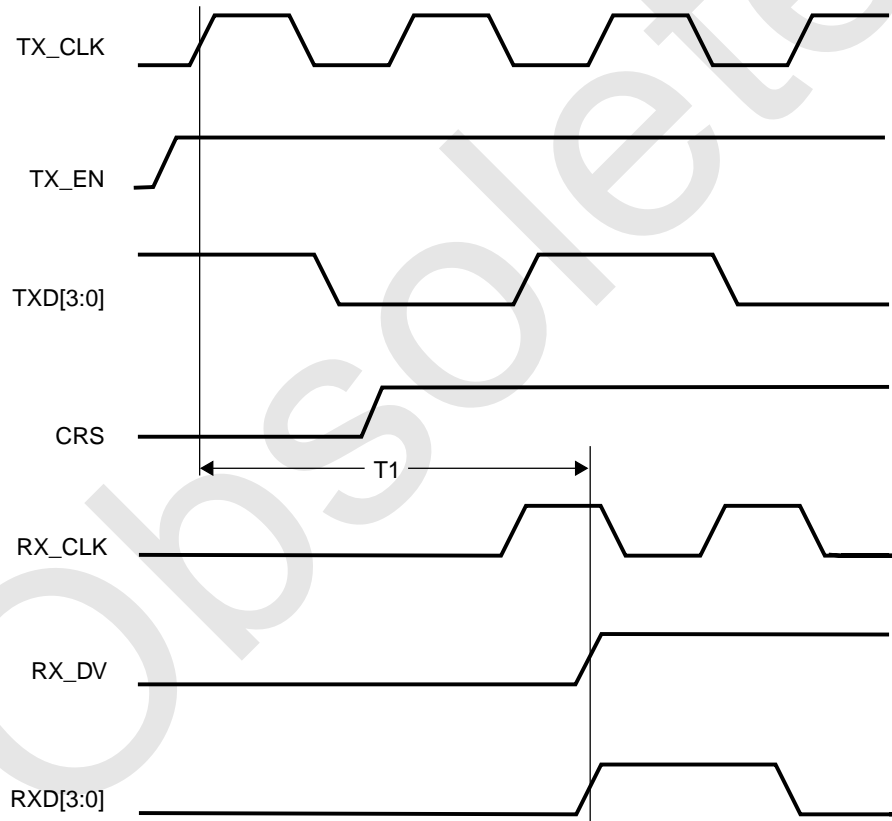 TX_CLK
TX_EN
TXD[3:0]
CRS
T1
RX_CLK
RX_DV
RXD[3:0]
Obsolete